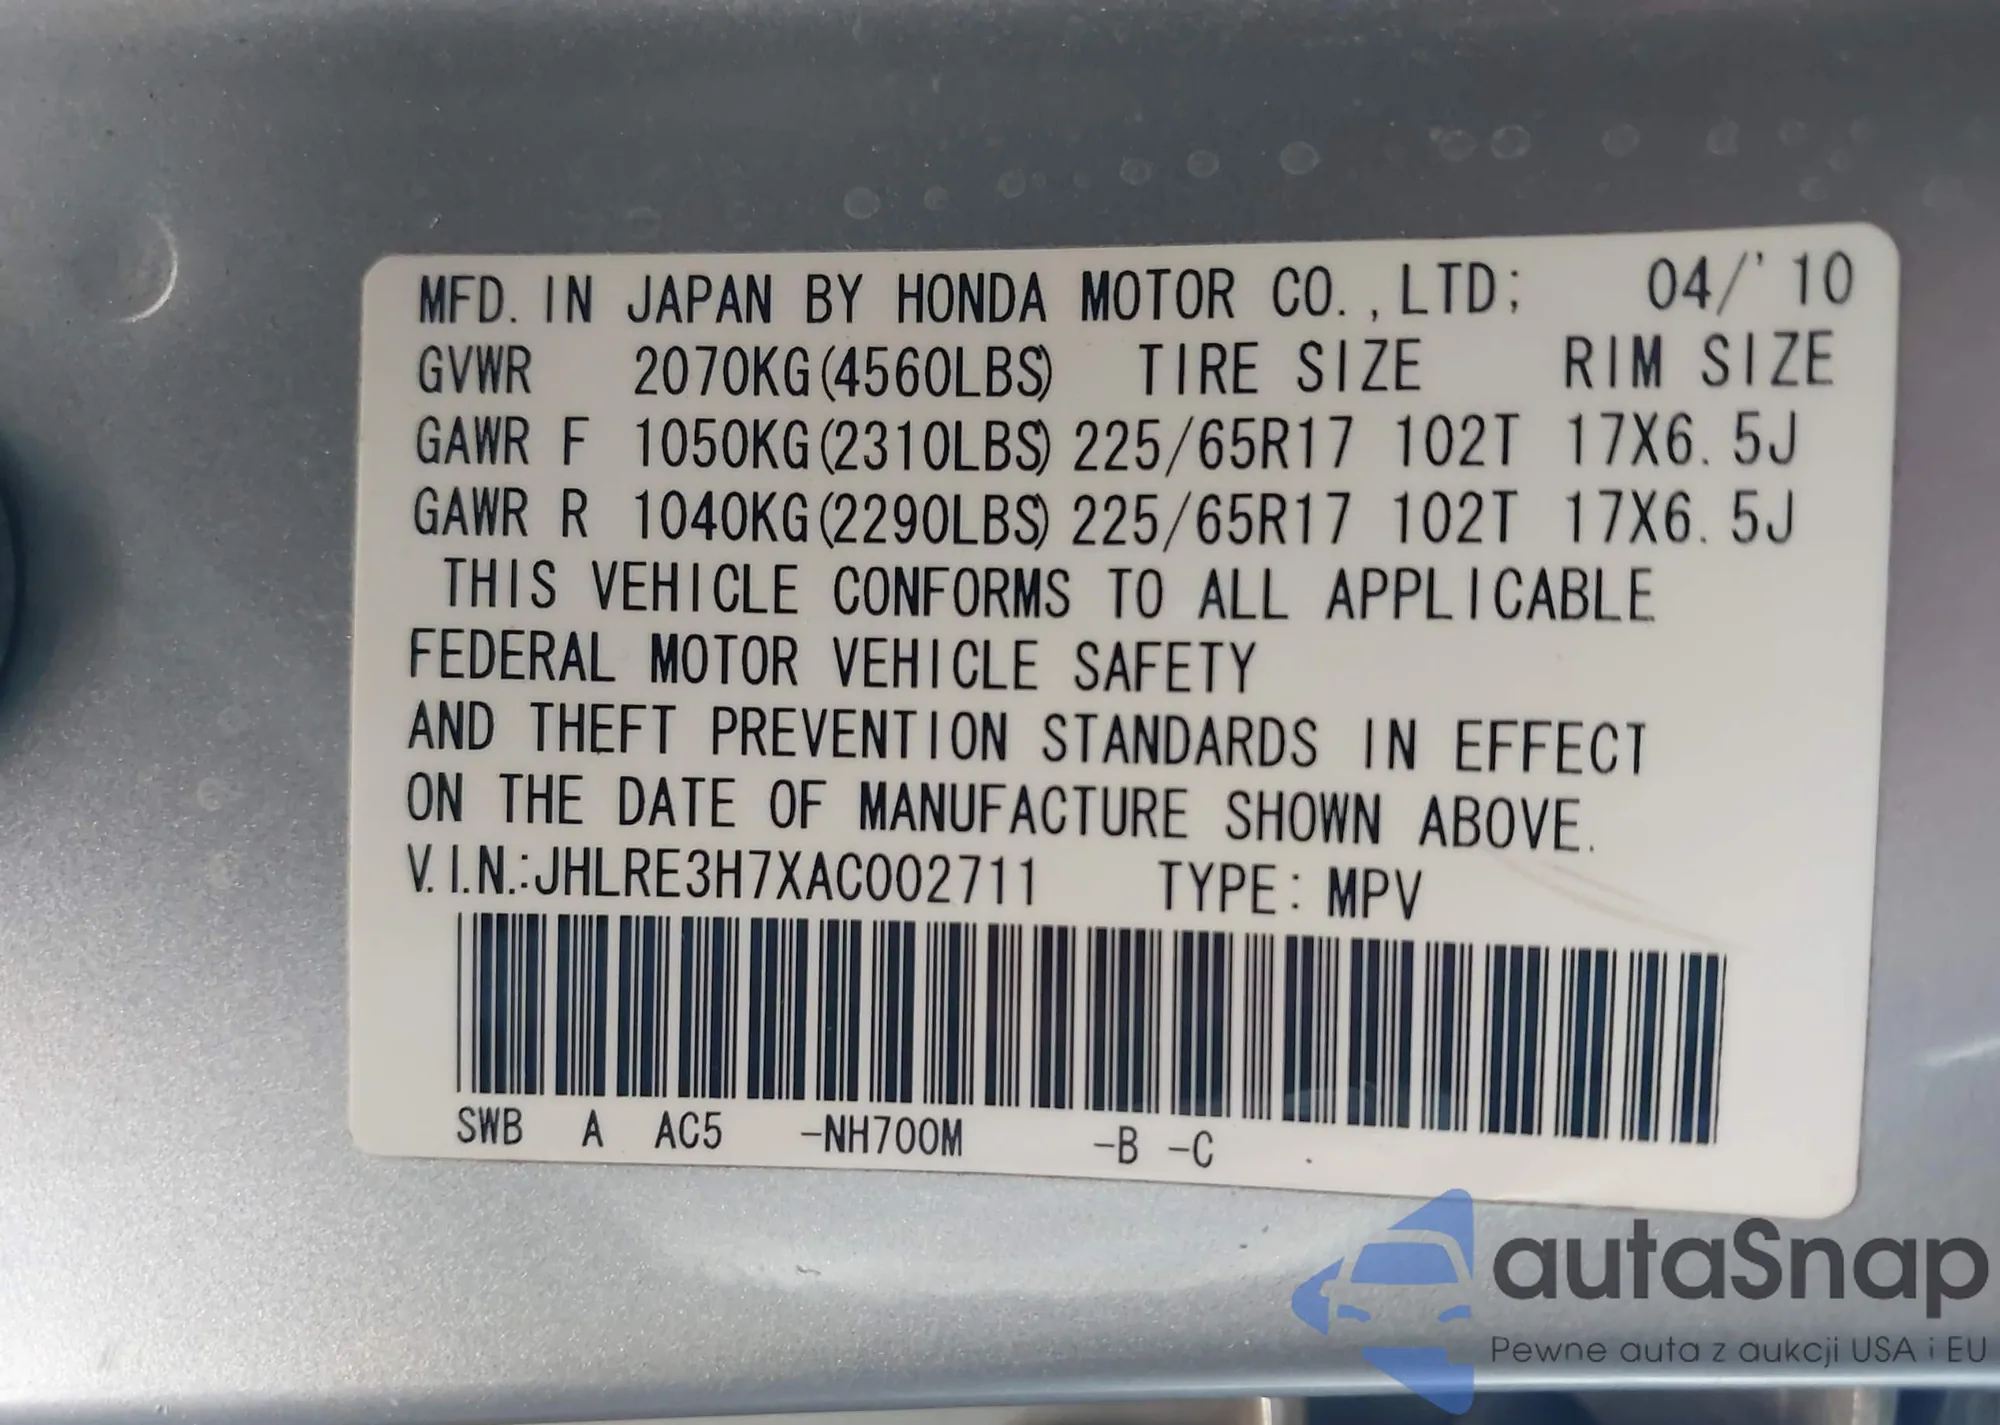 MFD. IN JAPAN BY HONDA MOTOR CO.,LTD; 04/'10
GVWR 2070KG(4560LBS) TIRE SIZE RIM SIZE
GAWR F 1050KG(2310LBS) 225/65R17 102T 17X6.5J
GAWR R 1040KG(2290LBS) 225/65R17 102T 17X6.5J
THIS VEHICLE CONFORMS TO ALL APPLICABLE
FEDERAL MOTOR VEHICLE SAFETY
AND THEFT PREVENTION STANDARDS IN EFFECT
ON THE DATE OF MANUFACTURE SHOWN ABOVE.
V.I.N.:JHLRE3H7XAC002711 TYPE: MPV
SWB A AC5 -NH700M -B -C
autaSnap
Pewne auta z aukcji USA i EU